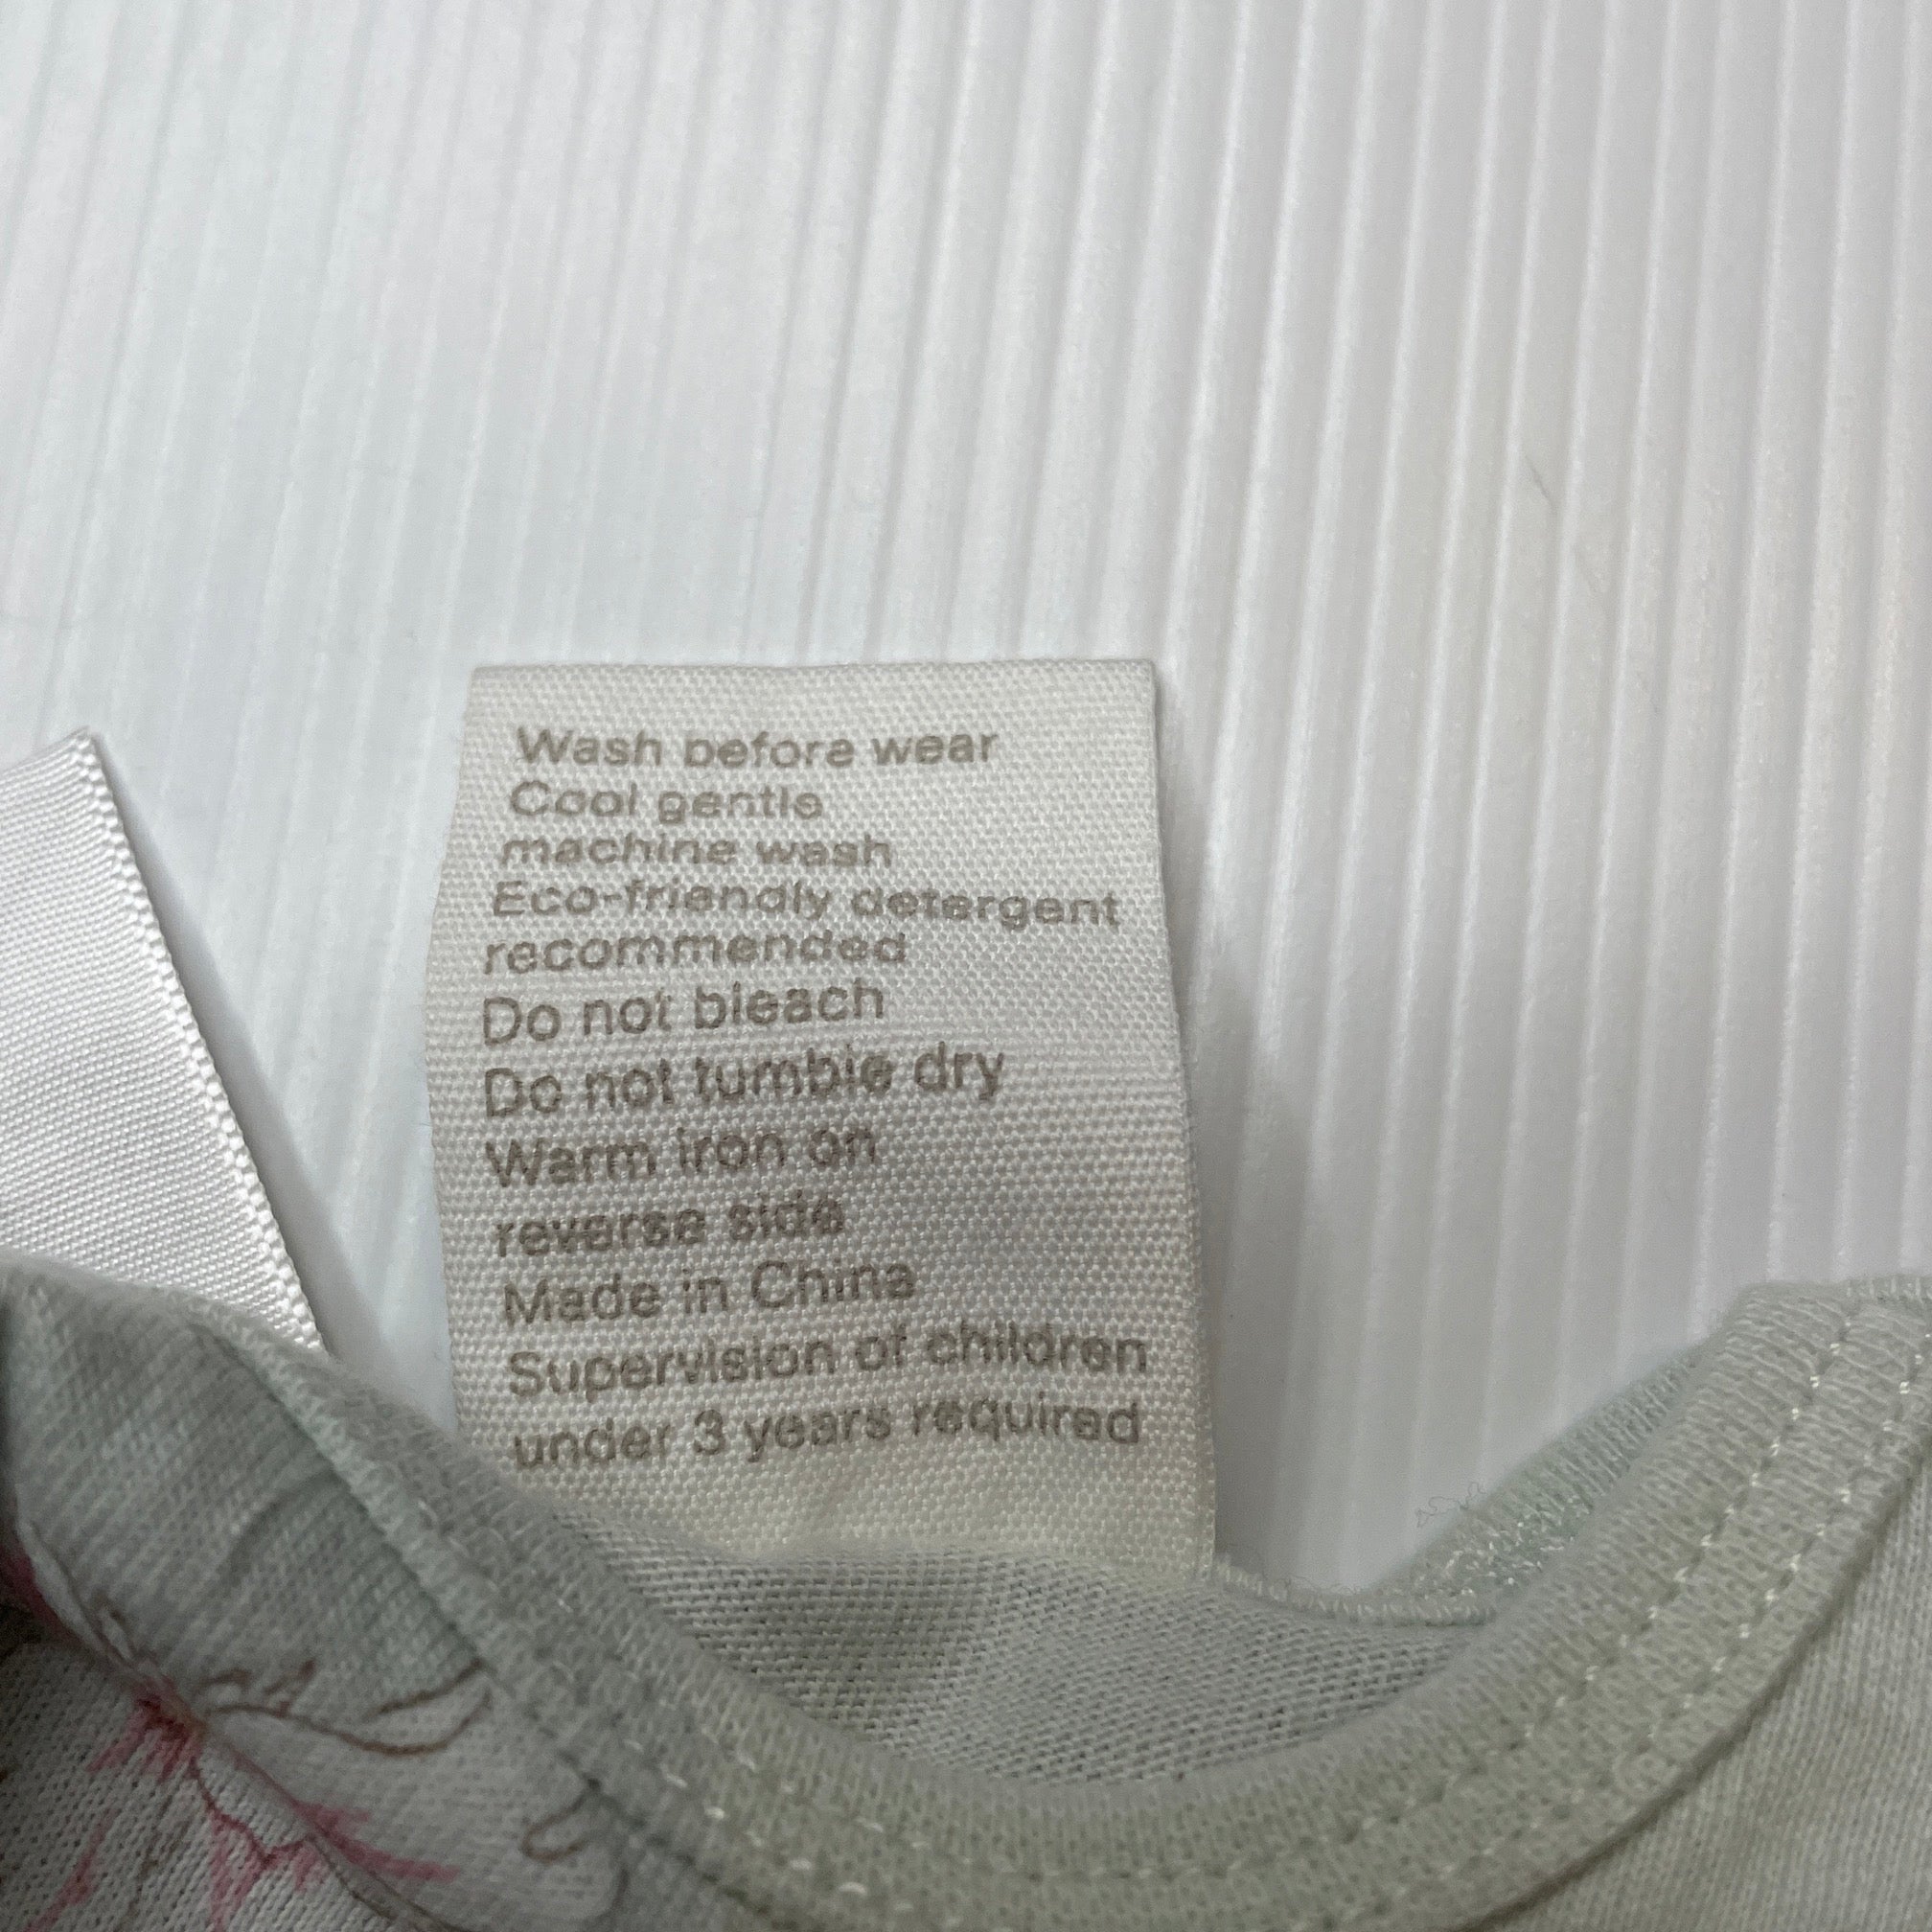 Wash before wear
Cool gentle
machine wash
Eco-friendly detergent
recommended
Do not bleach
Do not tumble dry
Warm iron on
reverse side
Made in China
Supervision of children
under 3 years required